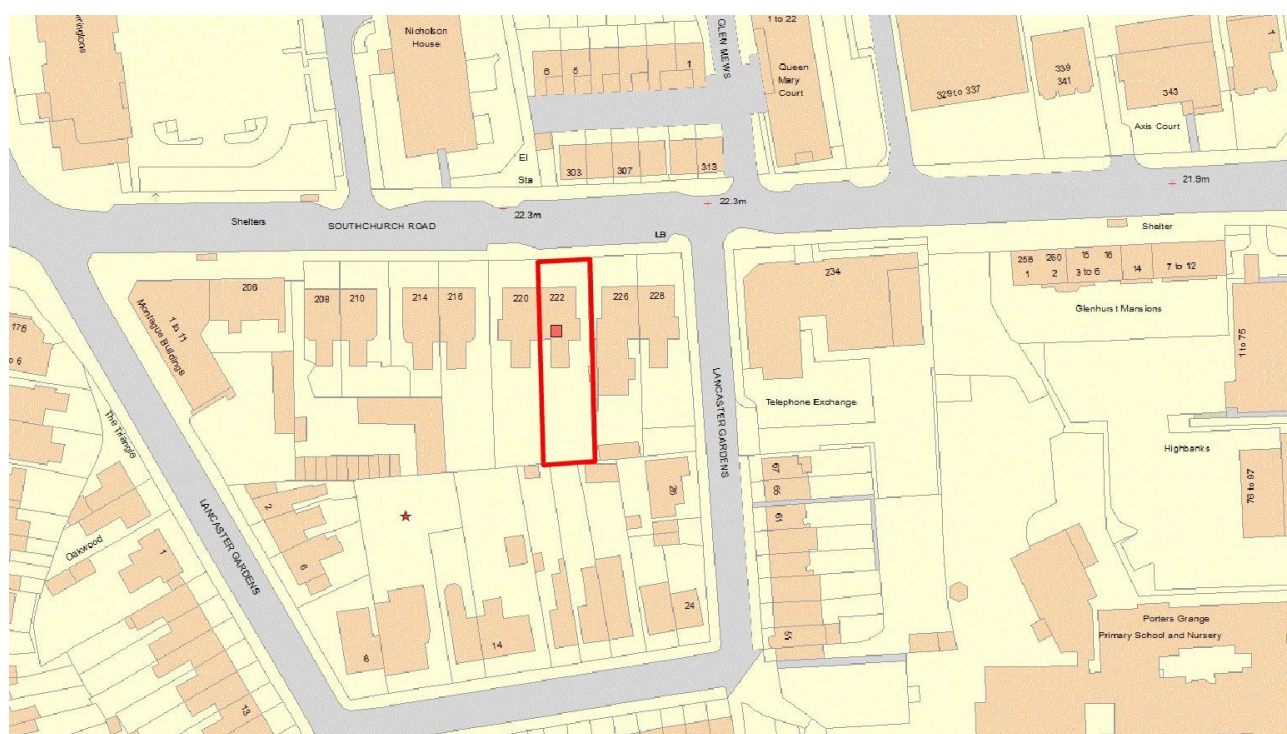 Nicholson
House
GLEN MEWS
1 to 22
Queen
Mary
Court
6
5
1
329 to 337
339
341
343
Axis Court
El
Sta
303
307
313
21.9m
22.3m
22.3m
Shelters
SOUTHCHURCH ROAD
LB
Shelter
206
208
210
214
216
220
222
226
228
234
258
260
15
16
1
2
3 to 6
14
7 to 12
Glenhurst Mansions
1 to 11
Montague Buildings
178
1 to 75
The Triangle
LANCASTER GARDENS
Telephone Exchange
Highbanks
76 to 97
67
65
61
26
2
6
Oakwood
1
LANCASTER GARDENS
8
14
24
51
13
Porters Grange
Primary School and Nursery